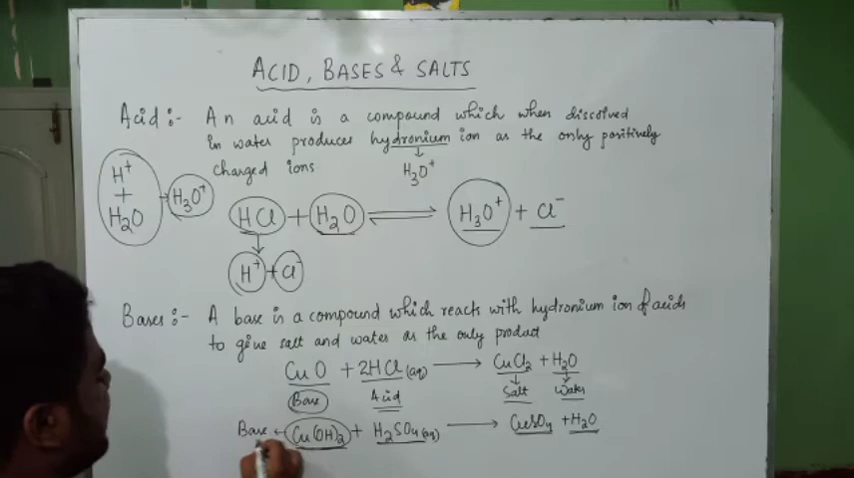 ACID, BASES & SALTS
Acid :- An acid is a compound which when dissolved
in water produces hydronium ion as the only positively
charged ions
↓
H₃O⁺
H⁺
+
H₂O
→ H₃O⁺
HCl + H₂O ⇌ H₃O⁺ + Cl⁻
↓
H⁺ + Cl⁻
Bases :- A base is a compound which reacts with hydronium ion of acids
to give salt and water as the only product
CuO + 2HCl (aq) → CuCl₂ + H₂O
↓ ↓
Base Acid Salt Water
Base ← Cu(OH)₂ + H₂SO₄ (aq) → CuSO₄ + H₂O